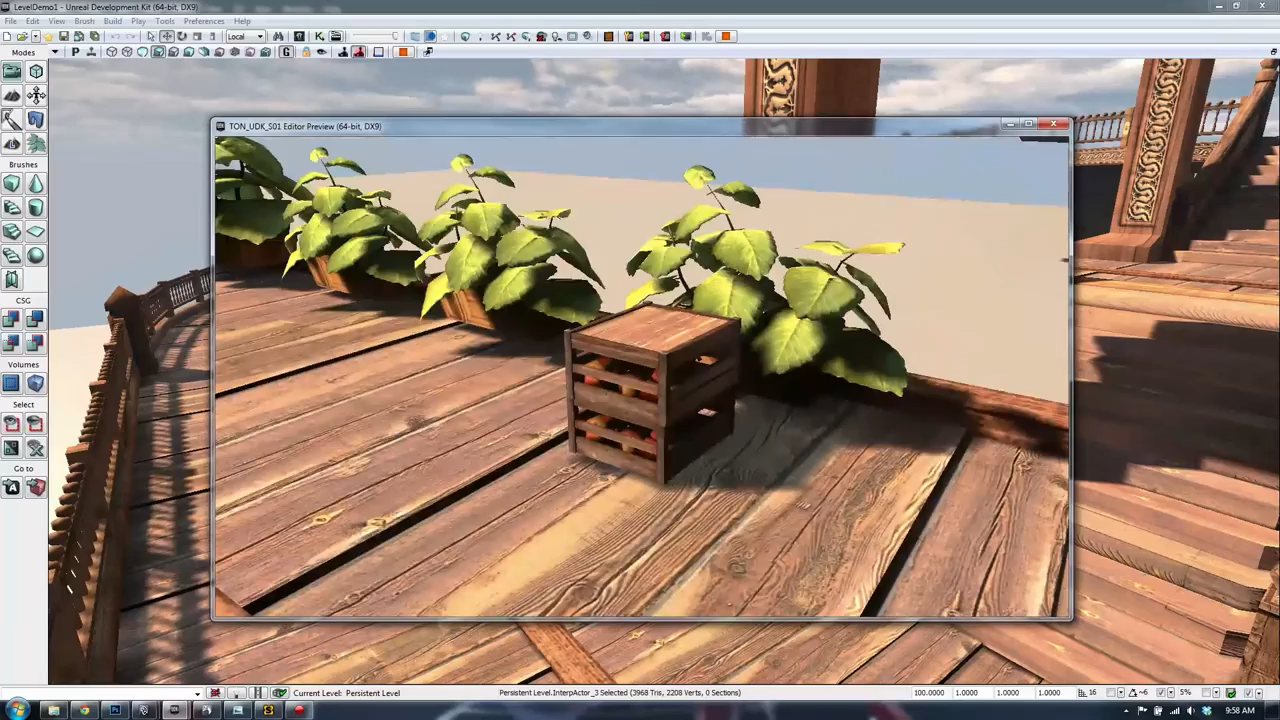 LevelDemo1 - Unreal Development Kit (64-bit, DX9)
File Edit View Brush Build Play Tools Preferences Help
Local
Modes
P
G
TON_UDK_S01 Editor Preview (64-bit, DX9)
Brushes
CSG
Volumes
Select
Go to
Current Level: Persistent Level
Persistent Level.InterpActor_3 Selected (3968 Tris, 2208 Verts, 0 Sections)
100.0000 1.0000 1.0000 1.0000 16 ~6 5%
9:58 AM